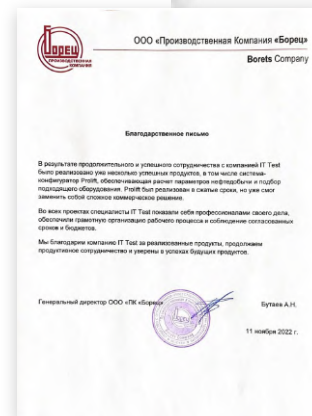 Борец
ПРОИЗВОДСТВЕННАЯ
КОМПАНИЯ
ООО «Производственная Компания «Борец»
Borets Company
Благодарственное письмо
В результате продолжительного и успешного сотрудничества с компанией IT Test
было реализовано уже несколько успешных продуктов, в том числе система-
конфигуратор Prolift, обеспечивающая расчет параметров нефтедобычи и подбор
подходящего оборудования. Prolift был реализован в сжатые сроки, но уже смог
заменить собой сложное коммерческое решение.
Во всех проектах специалисты IT Test показали себя профессионалами своего дела,
обеспечили грамотную организацию рабочего процесса и соблюдение согласованных
сроков и бюджетов.
Мы благодарим компанию IT Test за реализованные продукты, продолжаем
продуктивное сотрудничество и уверены в успехах будущих продуктов.
Генеральный директор ООО «ПК «Борец»
Бутаев А.Н.
Борец
11 ноября 2022 г.